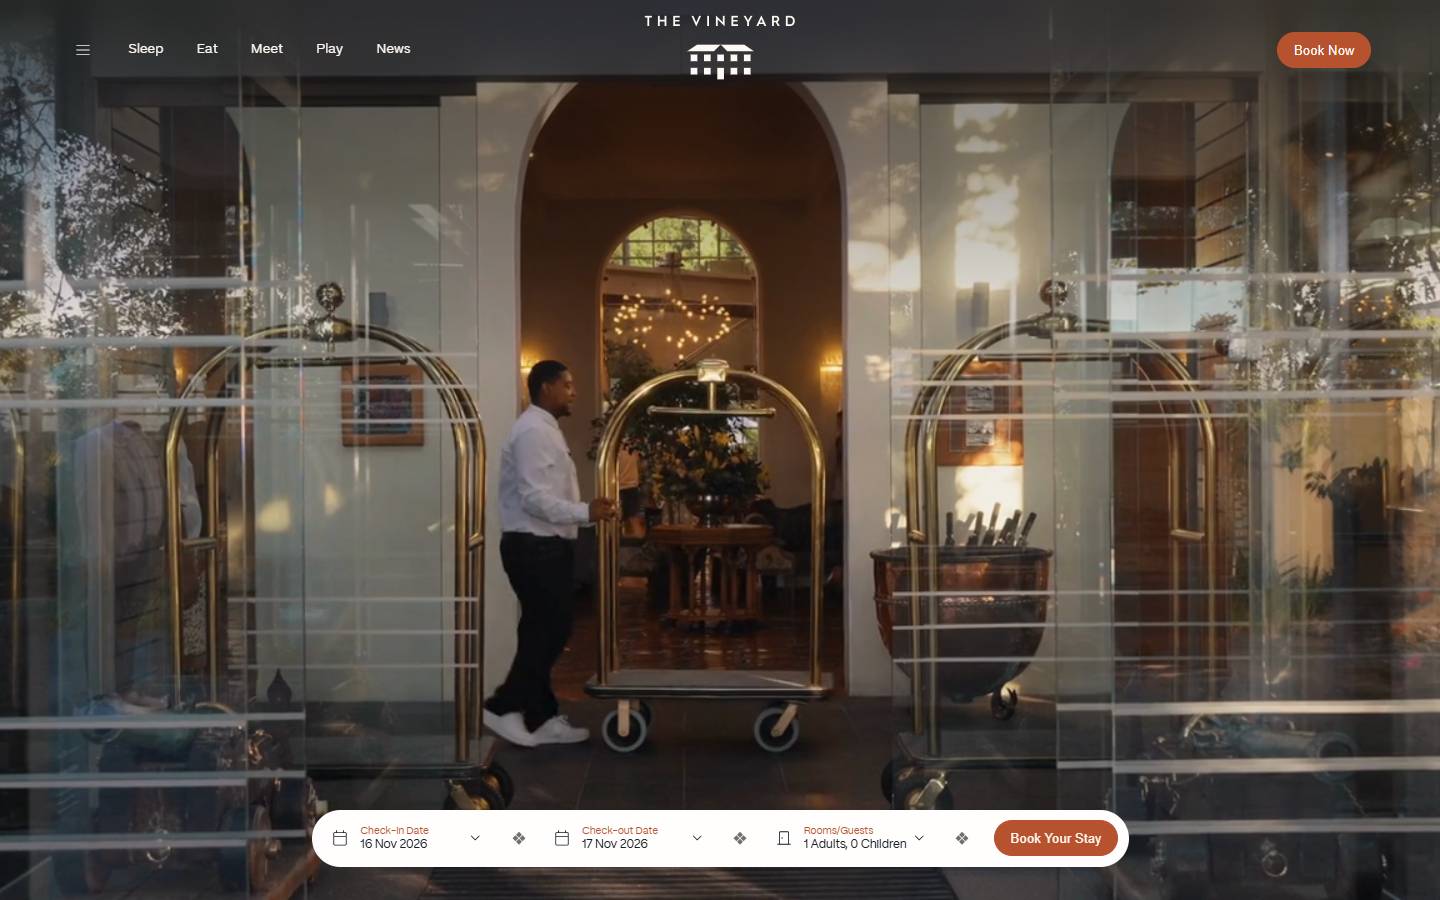 THE VINEYARD
Sleep
Eat
Meet
Play
News
Book Now
Check-in Date
16 Nov 2026
Check-out Date
17 Nov 2026
Rooms/Guests
1 Adults, 0 Children
Book Your Stay